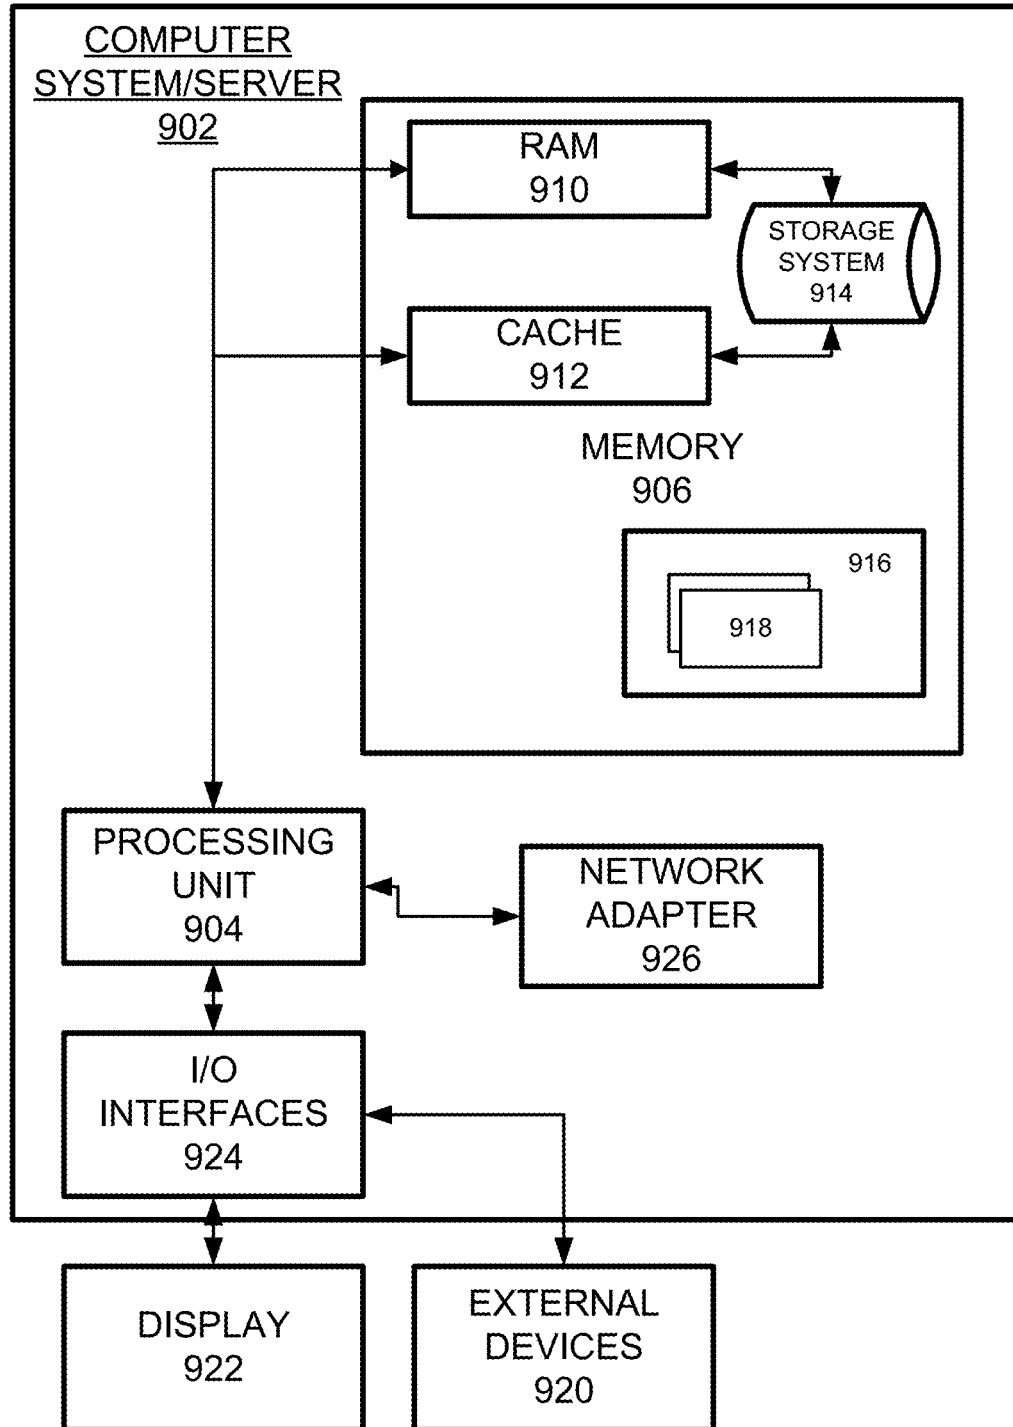 COMPUTER
SYSTEM/SERVER
902
RAM
910
STORAGE
SYSTEM
914
CACHE
912
MEMORY
906
916
918
PROCESSING
UNIT
904
NETWORK
ADAPTER
926
I/O
INTERFACES
924
DISPLAY
922
EXTERNAL
DEVICES
920